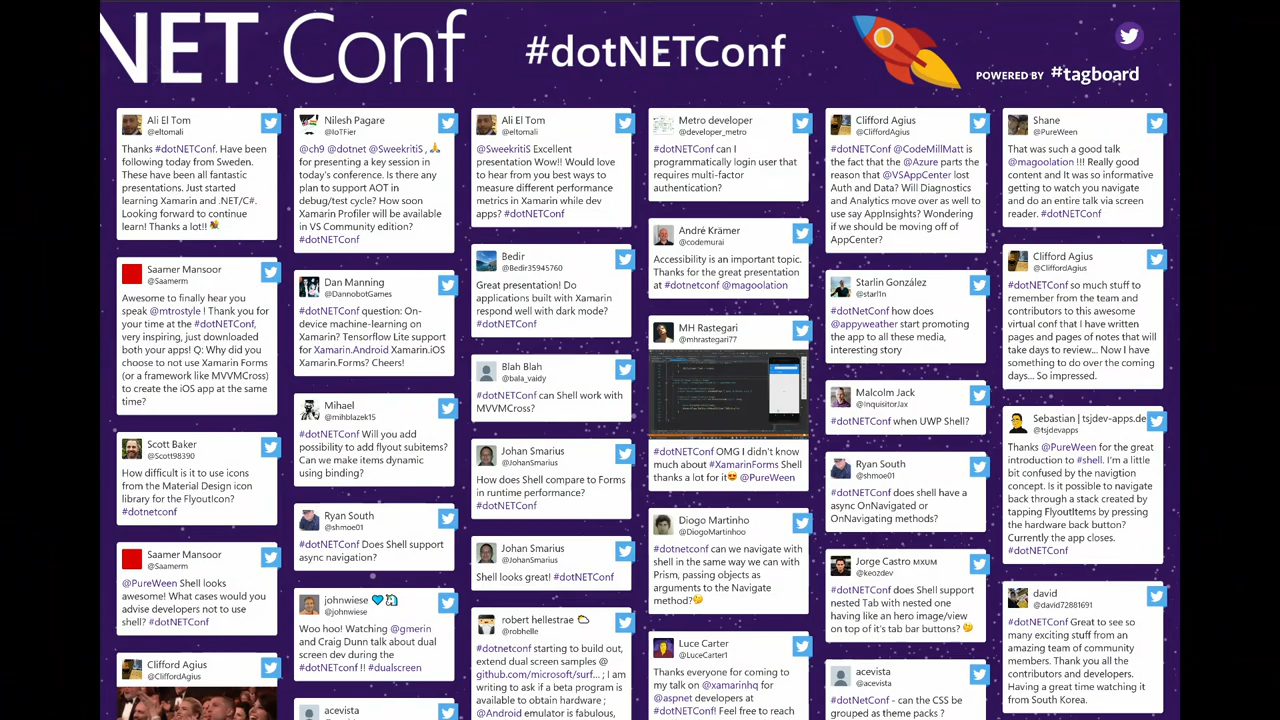 NET Conf
#dotNETConf
POWERED BY #tagboard
Ali El Tom
@eltomali
Thanks #dotNETConf. Have been
following today from Sweden.
These have been all fantastic
presentations. Just started
learning Xamarin and .NET/C#.
Looking forward to continue
learn! Thanks a lot!!
Saamer Mansoor
@Saamerm
Awesome to finally hear you
speak @mtrostyle ! Thank you for
your time at the #dotNETConf,
very inspiring, just downloaded
both your apps! Q: Why did you
choose to not use Xamarin Forms
(or a framework like MVVMCross)
to create the iOS app at the same
time?
Scott Baker
@Scott98390
How difficult is it to use icons
from the Material Design icon
library for the FlyoutIcon?
#dotnetconf
Saamer Mansoor
@Saamerm
@PureWeen Shell looks
awesome! What cases would you
advise developers not to use
shell? #dotNETConf
Clifford Agius
@CliffordAgius
Nilesh Pagare
@IoTFier
@ch9 @dotnet @SweekritiS , 🙏
for presenting a key session in
today's conference. Is there any
plan to support AOT in
debug/test cycle? How soon
Xamarin Profiler will be available
in VS Community edition?
#dotNETConf
Dan Manning
@DannobotGames
#dotNETConf question: On-
device machine-learning on
Xamarin? Tensorflow Lite support
for Xamarin.Android Xamarin.iOS
Xamarin Forms? Cheers!
Mihael
@mihblazek15
#dotNETConf Will you add
possibility to add flyout subitems?
Can we make items dynamic
using binding?
Ryan South
@shmoe01
#dotNETConf Does Shell support
async navigation?
johnwiese
@johnwiese
Woo hoo! Watching @gmerin
and Craig Dunn talk about dual
screen dev during the
#dotNETConf !! #dualscreen
acevista
Ali El Tom
@eltomali
@SweekritiS Excellent
presentation Wow!! Would love
to hear from you best ways to
measure different performance
metrics in Xamarin while dev
apps? #dotNETConf
Bedir
@Bedir35945760
Great presentation! Do
applications built with Xamarin
respond well with dark mode?
#dotNETConf
Blah Blah
@bala_vaidy
#dotNETConf can Shell work with
MVVMCross?
Johan Smarius
@JohanSmarius
How does Shell compare to Forms
in runtime performance?
#dotNETConf
Johan Smarius
@JohanSmarius
Shell looks great! #dotNETConf
robert hellestrae
@robhelle
#dotnetconf starting to build out,
extend dual screen samples @
github.com/microsoft/surf… ; I am
writing to ask if a beta program is
available to obtain hardware ;
@Android emulator is fabulous,
Metro developer
@developer_metro
#dotNETConf can I
programmatically login user that
requires multi-factor
authentication?
André Krämer
@codemurai
Accessibility is an important topic.
Thanks for the great presentation
at #dotnetconf @magoolation
MH Rastegari
@mhrastegari77
#dotNETConf OMG I didn't know
much about #XamarinForms Shell
thanks a lot for it😍 @PureWeen
Diogo Martinho
@DiogoMartinhoo
#dotnetconf can we navigate with
shell in the same way we can with
Prism, passing objects as
arguments to the Navigate
method?🤔
Luce Carter
@LuceCarter1
Thanks everyone for coming to
my talk on @xamarinhq for
@aspnet developers at
#dotNETConf! Feel free to reach
Clifford Agius
@CliffordAgius
#dotNETConf @CodeMillMatt
is the fact that the @Azure parts the
reason that @VSAppCenter lost
Auth and Data? Will Diagnostics
and Analytics move over as well to
use say AppInsights? Wondering
if we should be moving off of
AppCenter?
Starlin González
@starl1n
#dotNetConf how does
@appyweather start promoting
the app to all these media,
interesting story
Malcolm Jack
@InquisitorJax
#dotNETConf when UWP Shell?
Ryan South
@shmoe01
#dotNETConf does shell have a
async OnNavigated or
OnNavigating methods?
Jorge Castro ᴍxᴜᴍ
@keozdev
#dotNETConf does Shell support
nested Tab with nested one
having like an hero image/view
on top of it's tab bar buttons? 🤔
acevista
@acevista
#dotNetConf - can the CSS be
grouped as theme packs ?
Shane
@PureWeen
That was such a good talk
@magoolation !!! Really good
content and It was so informative
getting to watch you navigate
and do an entire talk via screen
reader. #dotNETConf
Clifford Agius
@CliffordAgius
#dotNETConf so much stuff to
remember from the team and
contributors to this awesome
virtual conf that I have written
pages and pages of notes that will
take days to review... Now I have
something to do over the coming
days... So impressed.
Sebastian | tsjdev-apps.de
@tsjdevapps
Thanks @PureWeen for the great
introduction to #shell. I'm a little
bit confused by the navigtion
concept. Is it possible to navigate
back through a stack created by
tapping FlyoutItems by pressing
the hardware back button?
Currently the app closes.
#dotNETConf
david
@david72881691
#dotNETConf Great to see so
many exciting stuff from an
amazing team of community
members. Thank you all the
contributors and developers.
Having a great time watching it
from South Korea.